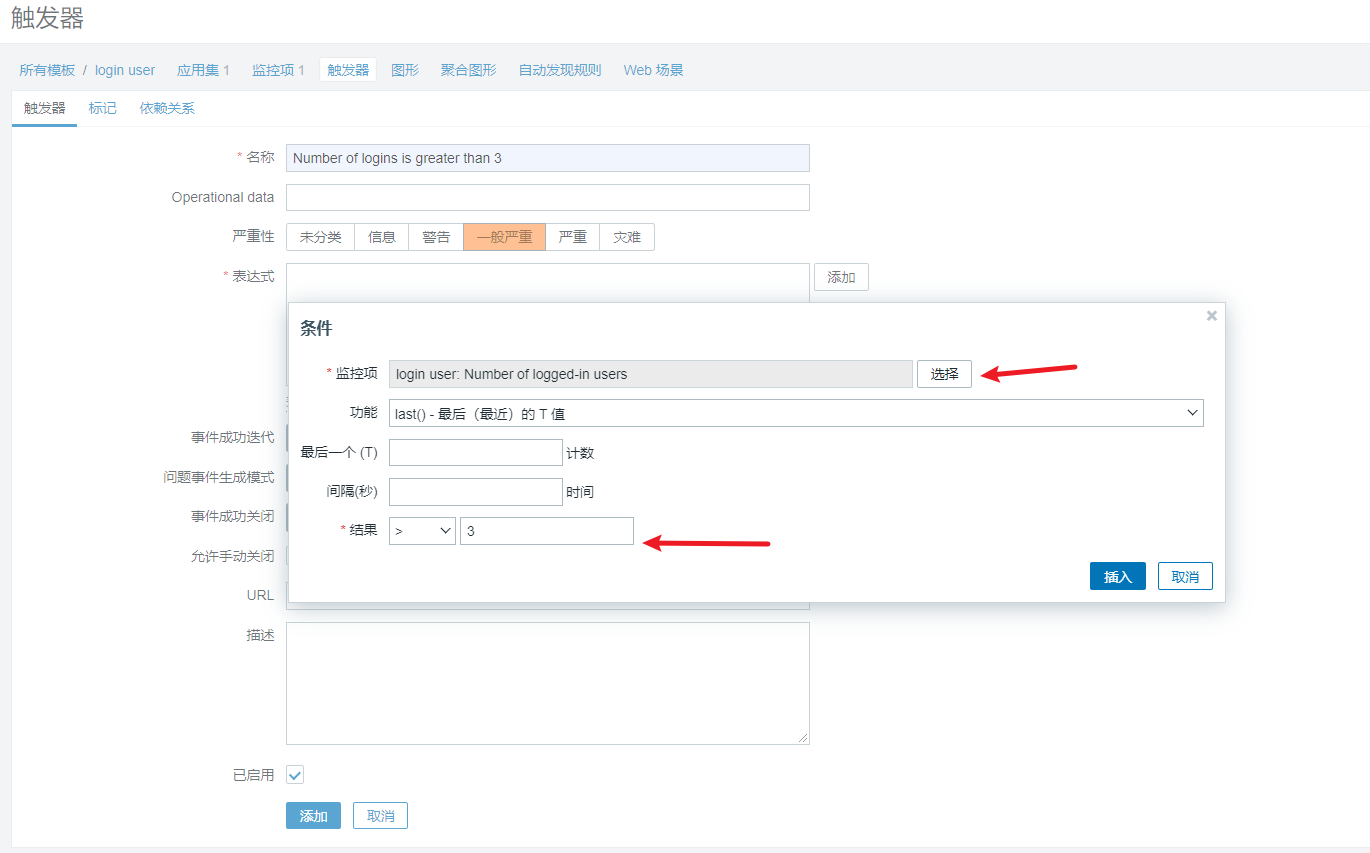 触发器
所有模板 / login user 应用集 1 监控项 1 触发器 图形 聚合图形 自动发现规则 Web 场景
触发器 标记 依赖关系
* 名称 Number of logins is greater than 3
Operational data
严重性 未分类 信息 警告 一般严重 严重 灾难
* 表达式 添加
条件
* 监控项 login user: Number of logged-in users 选择
功能 last() - 最后（最近）的 T 值
最后一个 (T) 计数
间隔(秒) 时间
* 结果 > 3
插入 取消
事件成功迭代
问题事件生成模式
事件成功关闭
允许手动关闭
URL
描述
已启用
添加 取消